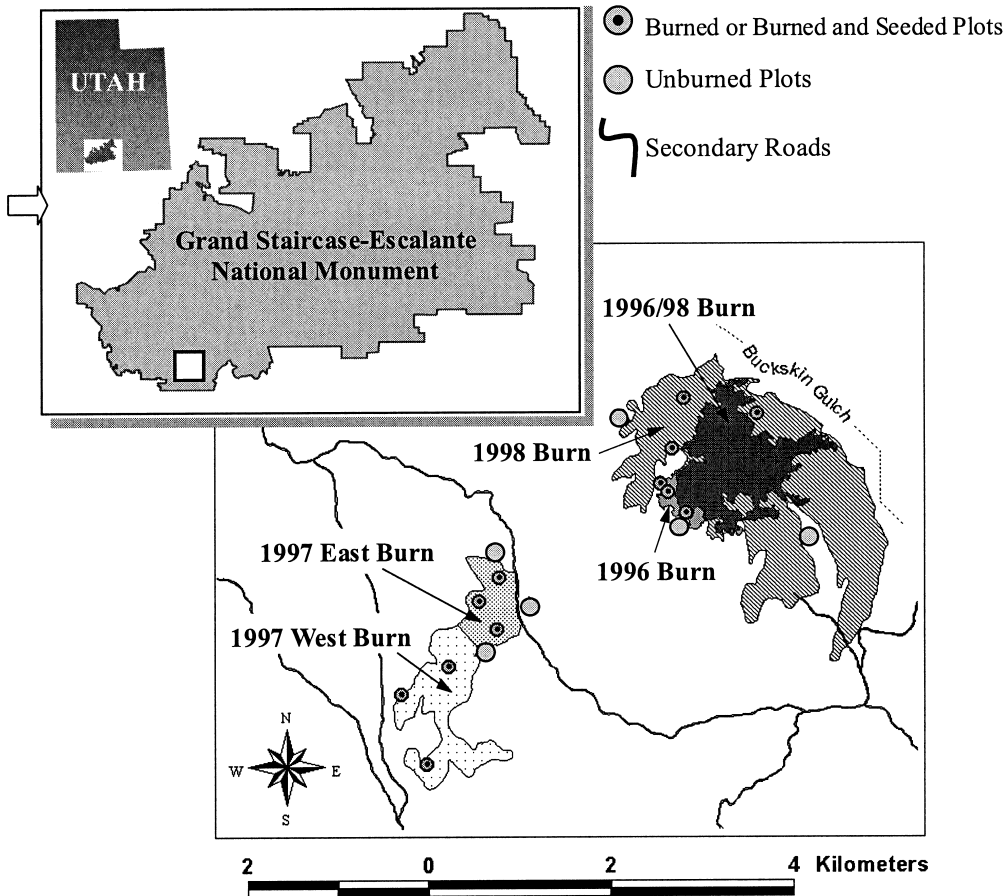 UTAH
Grand Staircase-Escalante
National Monument
Burned or Burned and Seeded Plots
Unburned Plots
Secondary Roads
1996/98 Burn
Buckskin Gulch
1998 Burn
1996 Burn
1997 East Burn
1997 West Burn
N
W E
S
2 0 2 4 Kilometers